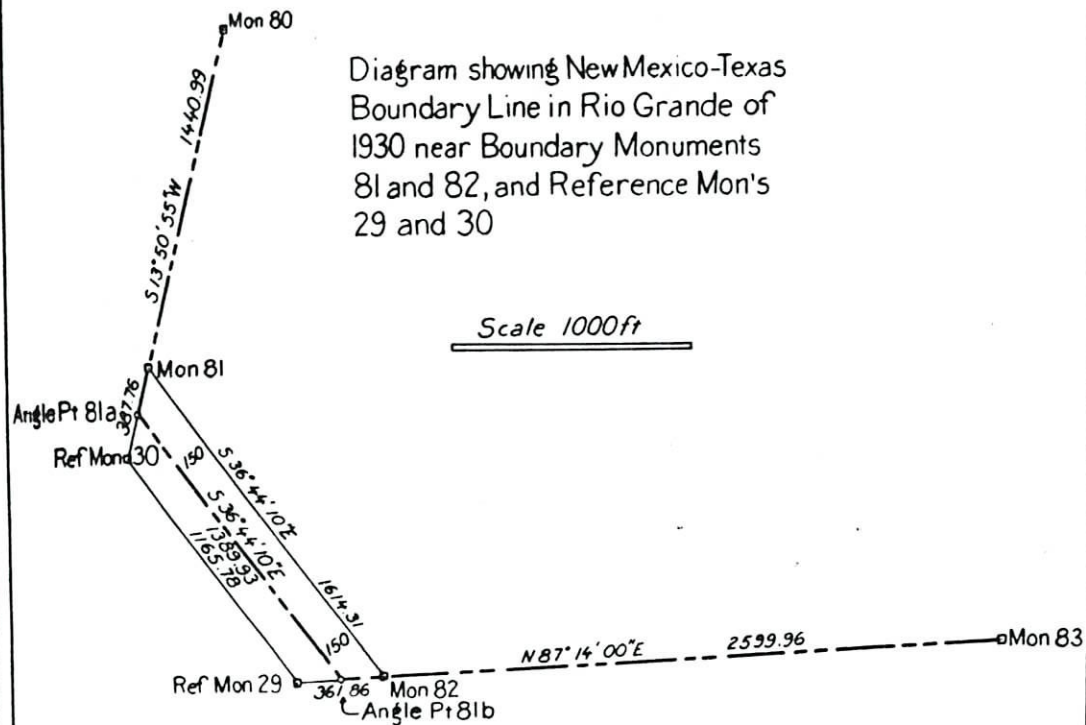 Mon 80
Diagram showing New Mexico-Texas
Boundary Line in Rio Grande of
1930 near Boundary Monuments
81 and 82, and Reference Mon's
29 and 30
1440.99
S 13° 50' 55" W
Scale 1000ft
Mon 81
387.76
Angle Pt 81a
Ref Mon 30
150
S 36° 44' 10" E
S 36° 44' 10" E
1389.93
1165.78
1614.31
150
N 87° 14' 00" E
2599.96
Mon 83
Ref Mon 29
361.86
Mon 82
Angle Pt 81b